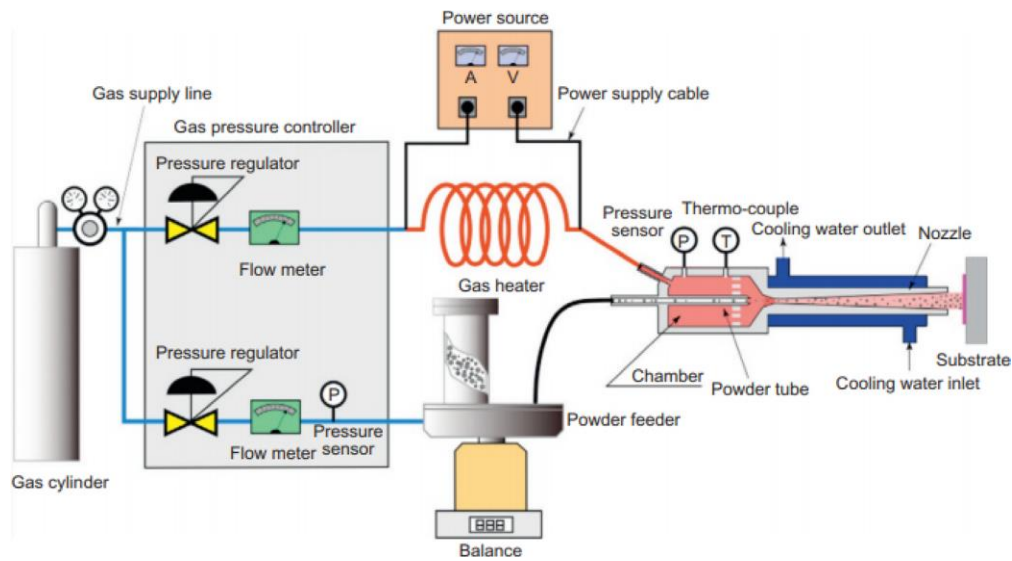 Power source
A V
Gas supply line
Power supply cable
Gas pressure controller
Pressure regulator
Flow meter
Gas heater
Pressure
sensor
Thermo-couple
Cooling water outlet
Nozzle
P T
Pressure regulator
Flow meter
P
Pressure
sensor
Powder feeder
Chamber
Powder tube
Substrate
Cooling water inlet
Gas cylinder
888
Balance